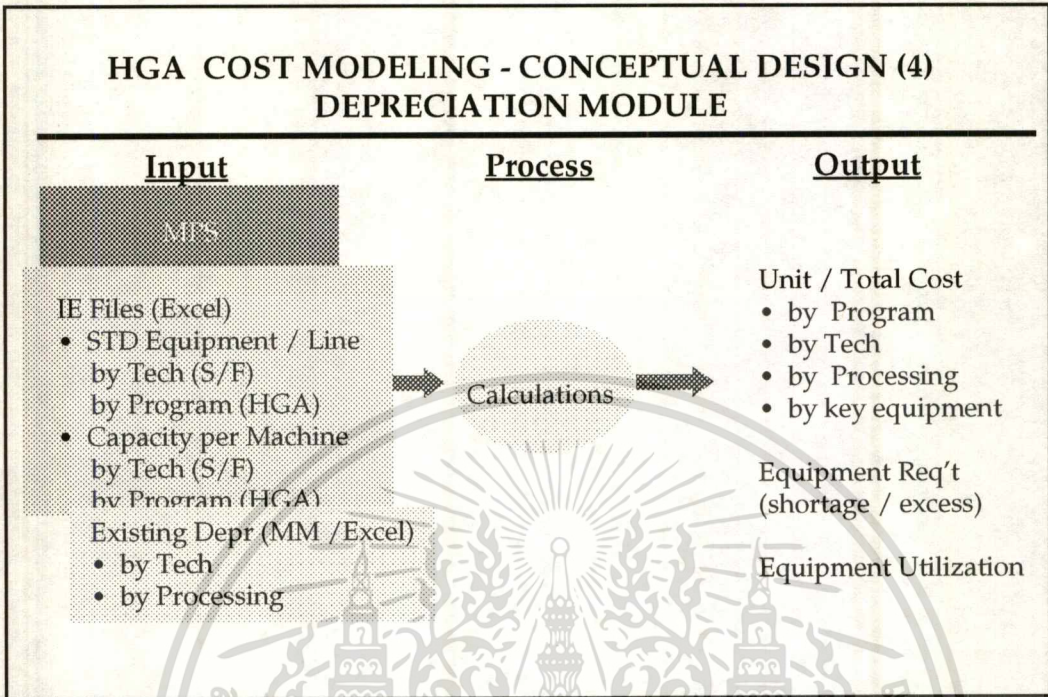 HGA COST MODELING - CONCEPTUAL DESIGN (4)
DEPRECIATION MODULE
Input
Process
Output
MPS
IE Files (Excel)
• STD Equipment / Line
by Tech (S/F)
by Program (HGA)
• Capacity per Machine
by Tech (S/F)
by Program (HGA)
Existing Depr (MM /Excel)
• by Tech
• by Processing
Calculations
Unit / Total Cost
• by Program
• by Tech
• by Processing
• by key equipment
Equipment Req't
(shortage / excess)
Equipment Utilization